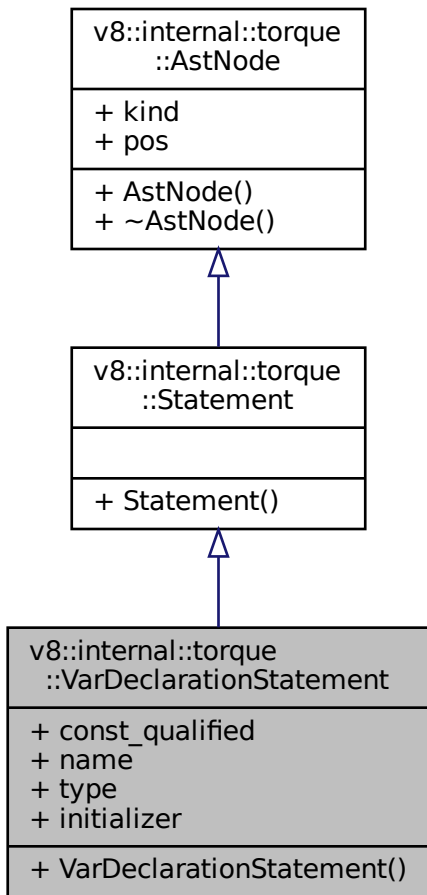 v8::internal::torque
::AstNode
+ kind
+ pos
+ AstNode()
+ ~AstNode()
v8::internal::torque
::Statement
+ Statement()
v8::internal::torque
::VarDeclarationStatement
+ const_qualified
+ name
+ type
+ initializer
+ VarDeclarationStatement()